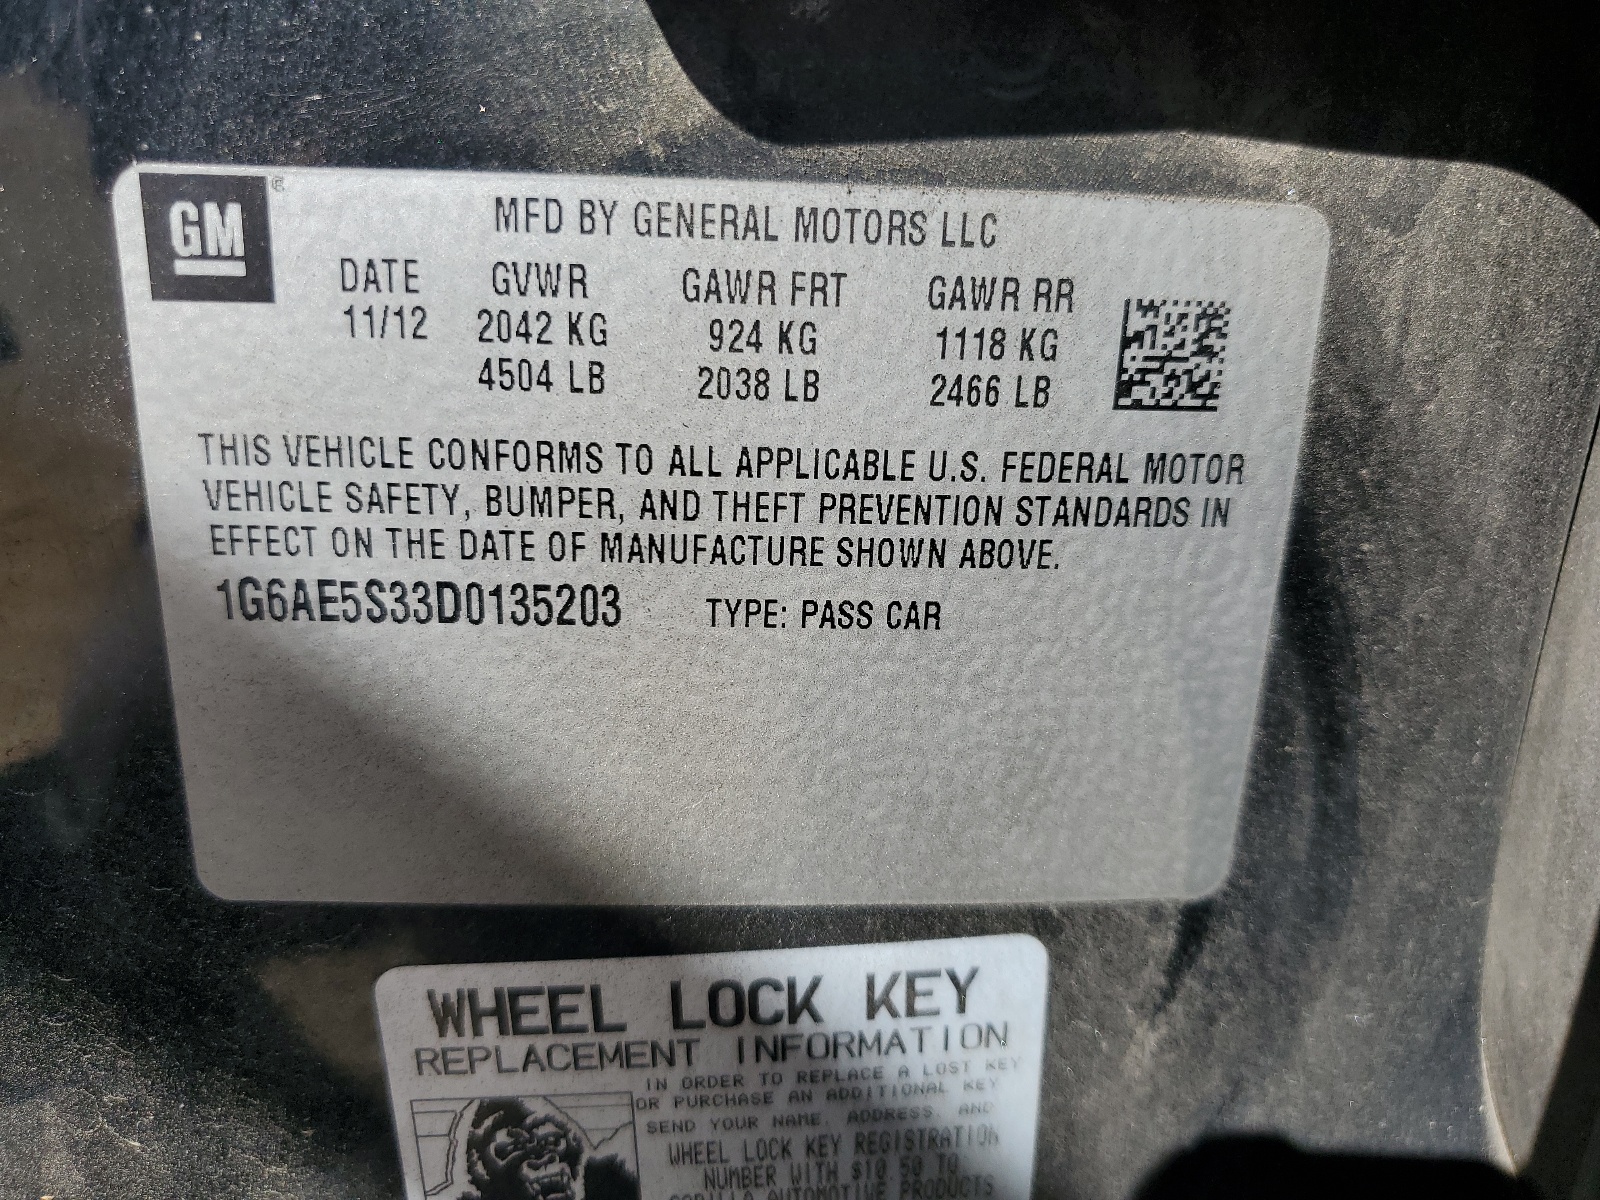 GM
MFD BY GENERAL MOTORS LLC
DATE GVWR GAWR FRT GAWR RR
11/12 2042 KG 924 KG 1118 KG
4504 LB 2038 LB 2466 LB
THIS VEHICLE CONFORMS TO ALL APPLICABLE U.S. FEDERAL MOTOR
VEHICLE SAFETY, BUMPER, AND THEFT PREVENTION STANDARDS IN
EFFECT ON THE DATE OF MANUFACTURE SHOWN ABOVE.
1G6AE5S33D0135203 TYPE: PASS CAR
WHEEL LOCK KEY
REPLACEMENT INFORMATION
IN ORDER TO REPLACE A LOST KEY
OR PURCHASE AN ADDITIONAL KEY
SEND YOUR NAME, ADDRESS, AND
WHEEL LOCK KEY REGISTRATION
NUMBER WITH $10.50 TO
GORILLA AUTOMOTIVE PRODUCTS